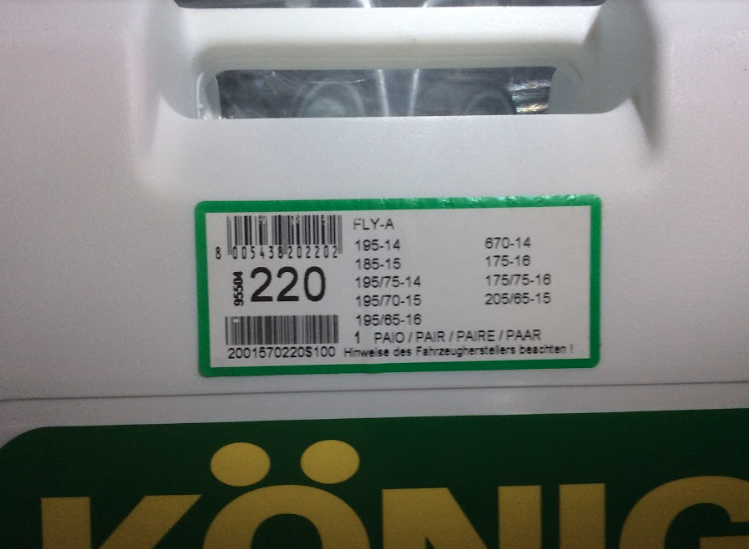 FLY-A
8 005438 202202
95504
220
195-14 670-14
185-15 175-16
195/75-14 175/75-16
195/70-15 205/65-15
195/65-16
1 PAIO / PAIR / PAIRE / PAAR
2001570220$100 Hinweise des Fahrzeugherstellers beachten !
KÖNIG